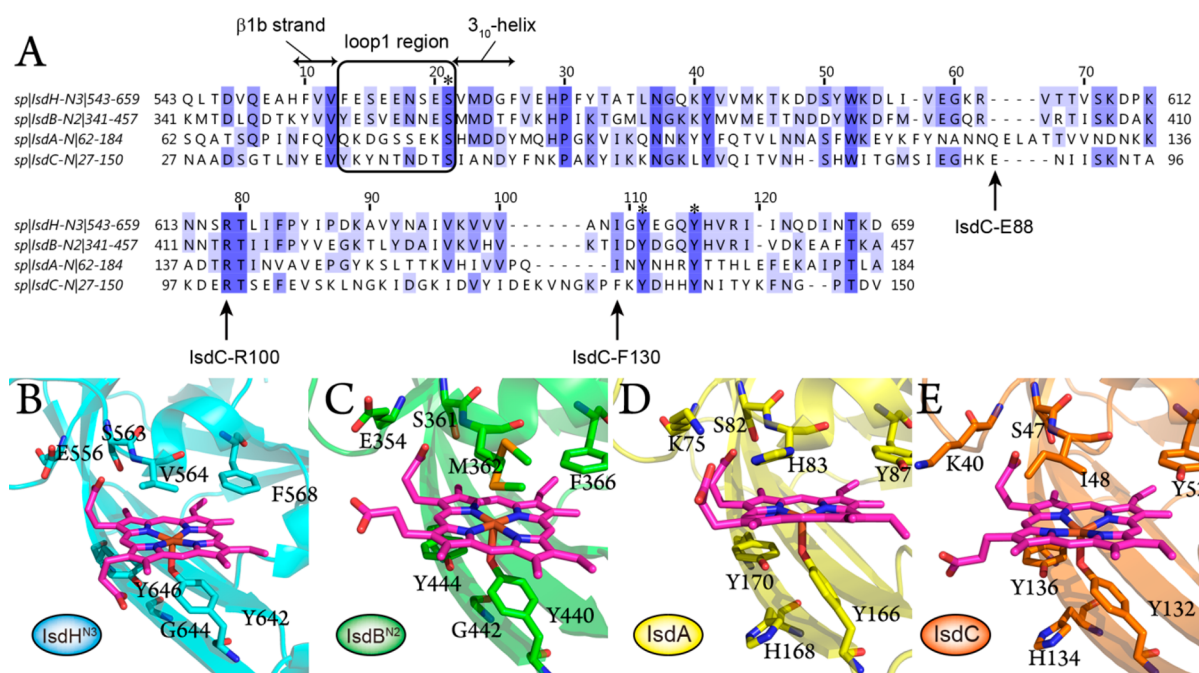 A
β1b strand
loop1 region
3₁₀-helix
10 20 30 40 50 60 70
* 
sp|IsdH-N3|543-659 543 QLTDVQEAHFVVFESEENSESVMDGFVEHPFYTATLNGQKYVVMKTKDDSYWKDLI-VEGKR----VTTVSKDPK 612
sp|IsdB-N2|341-457 341 KMTDLQDTKYVVYESVENNESMMDTFVKHPIKTGMLNGKKYMVMETTNDDYWKDFM-VEGQR----VRTISKDAK 410
sp|IsdA-N|62-184 62 SQATSQPINFQVQKDGSSEKSHMDDYMQHPGKVIKQNNKYYFQTVLNNASFWKEYKFYNANNQELATTVVNDNKK 136
sp|IsdC-N|27-150 27 NAADSGTLNYEVYKYNTNDTSIANDYFNKPAKYIKKNGKLYVQITVNH-SHWITGMSIEGHKE----NIISKNTA 96
IsdC-E88
80 90 100 110 120
* *
sp|IsdH-N3|543-659 613 NNSRTLIFPYIPDKAVYNAIVKVVV------ANIGYEGQYHVRI-INQDINTKD 659
sp|IsdB-N2|341-457 411 NNTRTIIFPYVEGKTLYDAIVKVHV------KTIDYDGQYHVRI-VDKEAFTKA 457
sp|IsdA-N|62-184 137 ADTRTINVAVEPGYKSLTTKVHIVVPQ------INYNHRYTTHLEFEKAIPTLA 184
sp|IsdC-N|27-150 97 KDERTSEFEVSKLNGKIDGKIDVYIDEKVNGKPFKYDHHYNITYKFNG--PTDV 150
IsdC-R100
IsdC-F130
B
E556
S563
V564
F568
Y646
G644
Y642
IsdHᴺ³
C
E354
S361
M362
F366
Y444
G442
Y440
IsdBᴺ²
D
K75
S82
H83
Y87
Y170
H168
Y166
IsdA
E
K40
S47
I48
Y136
H134
Y132
IsdC